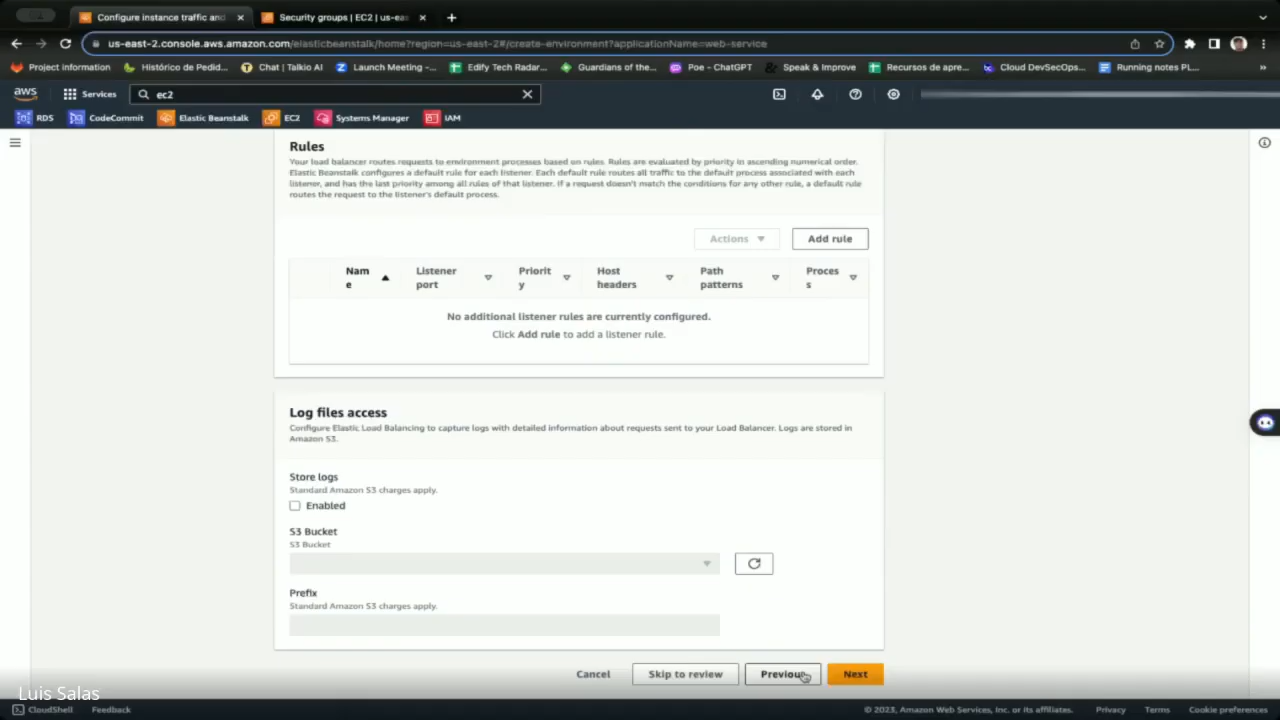 Configure instance traffic and
Security groups | EC2 | us-eas
us-east-2.console.aws.amazon.com/elasticbeanstalk/home?region=us-east-2#/create-environment?applicationName=web-service
Project information
Histórico de Pedid...
Chat | Talkio AI
Launch Meeting -...
Edify Tech Radar...
Guardians of the...
Poe - ChatGPT
Speak & Improve
Recursos de apre...
Cloud DevSecOps...
Running notes PL...
aws
Services
ec2
RDS
CodeCommit
Elastic Beanstalk
EC2
Systems Manager
IAM
Rules
Your load balancer routes requests to environment processes based on rules. Rules are evaluated by priority in ascending numerical order.
Elastic Beanstalk configures a default rule for each listener. Each default rule routes all traffic to the default process associated with each
listener, and has the last priority among all rules of that listener. If a request doesn't match the conditions for any other rule, a default rule
routes the request to the listener's default process.
Actions
Add rule
Nam
e
Listener
port
Priorit
y
Host
headers
Path
patterns
Proces
s
No additional listener rules are currently configured.
Click Add rule to add a listener rule.
Log files access
Configure Elastic Load Balancing to capture logs with detailed information about requests sent to your Load Balancer. Logs are stored in
Amazon S3.
Store logs
Standard Amazon S3 charges apply.
Enabled
S3 Bucket
S3 Bucket
Prefix
Standard Amazon S3 charges apply.
Cancel
Skip to review
Previous
Next
Luis Salas
CloudShell
Feedback
© 2023, Amazon Web Services, Inc. or its affiliates.
Privacy
Terms
Cookie preferences